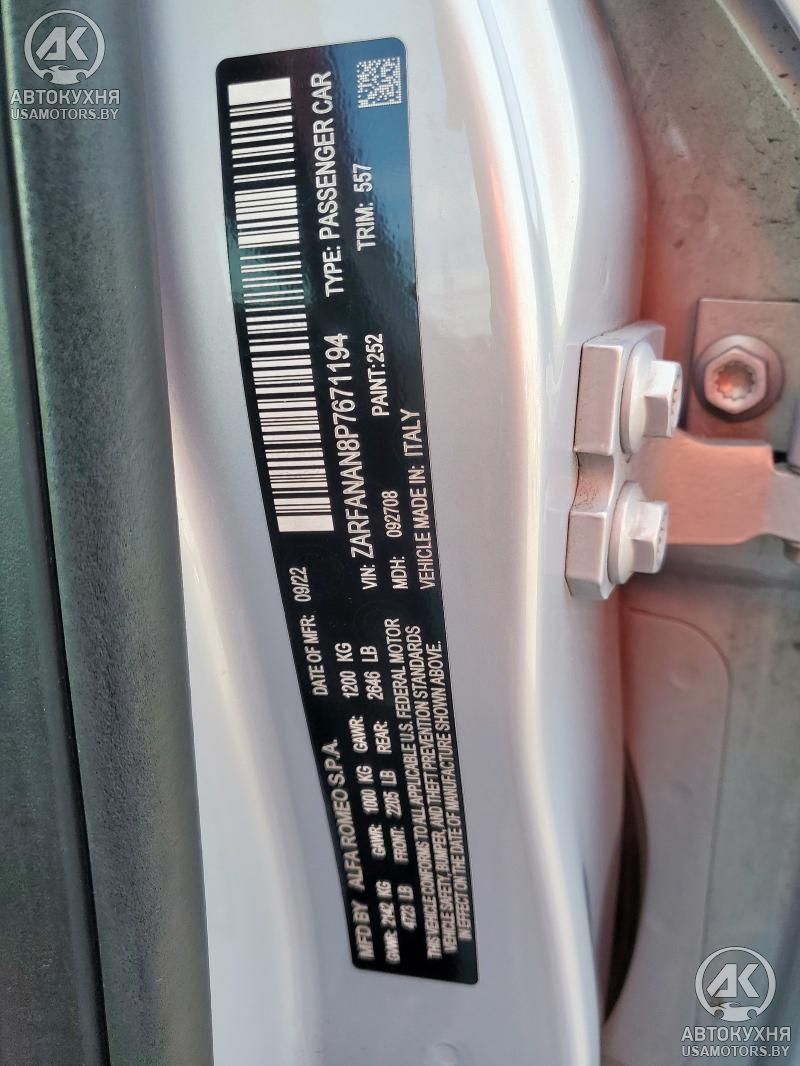 AK
АВТОКУХНЯ
USAMOTORS.BY
MFD BY ALFA ROMEO S.P.A. DATE OF MFR: 09/22
GVWR: 2142 KG GAWR: 1000 KG GAWR: 1200 KG
4723 LB FRONT: 2205 LB REAR: 2646 LB
THIS VEHICLE CONFORMS TO ALL APPLICABLE U.S. FEDERAL MOTOR
VEHICLE SAFETY, BUMPER, AND THEFT PREVENTION STANDARDS
IN EFFECT ON THE DATE OF MANUFACTURE SHOWN ABOVE.
VIN: ZARFANAN8P7671194 TYPE: PASSENGER CAR
MDH: 092708 PAINT:252 TRIM: 557
VEHICLE MADE IN: ITALY
AK
АВТОКУХНЯ
USAMOTORS.BY